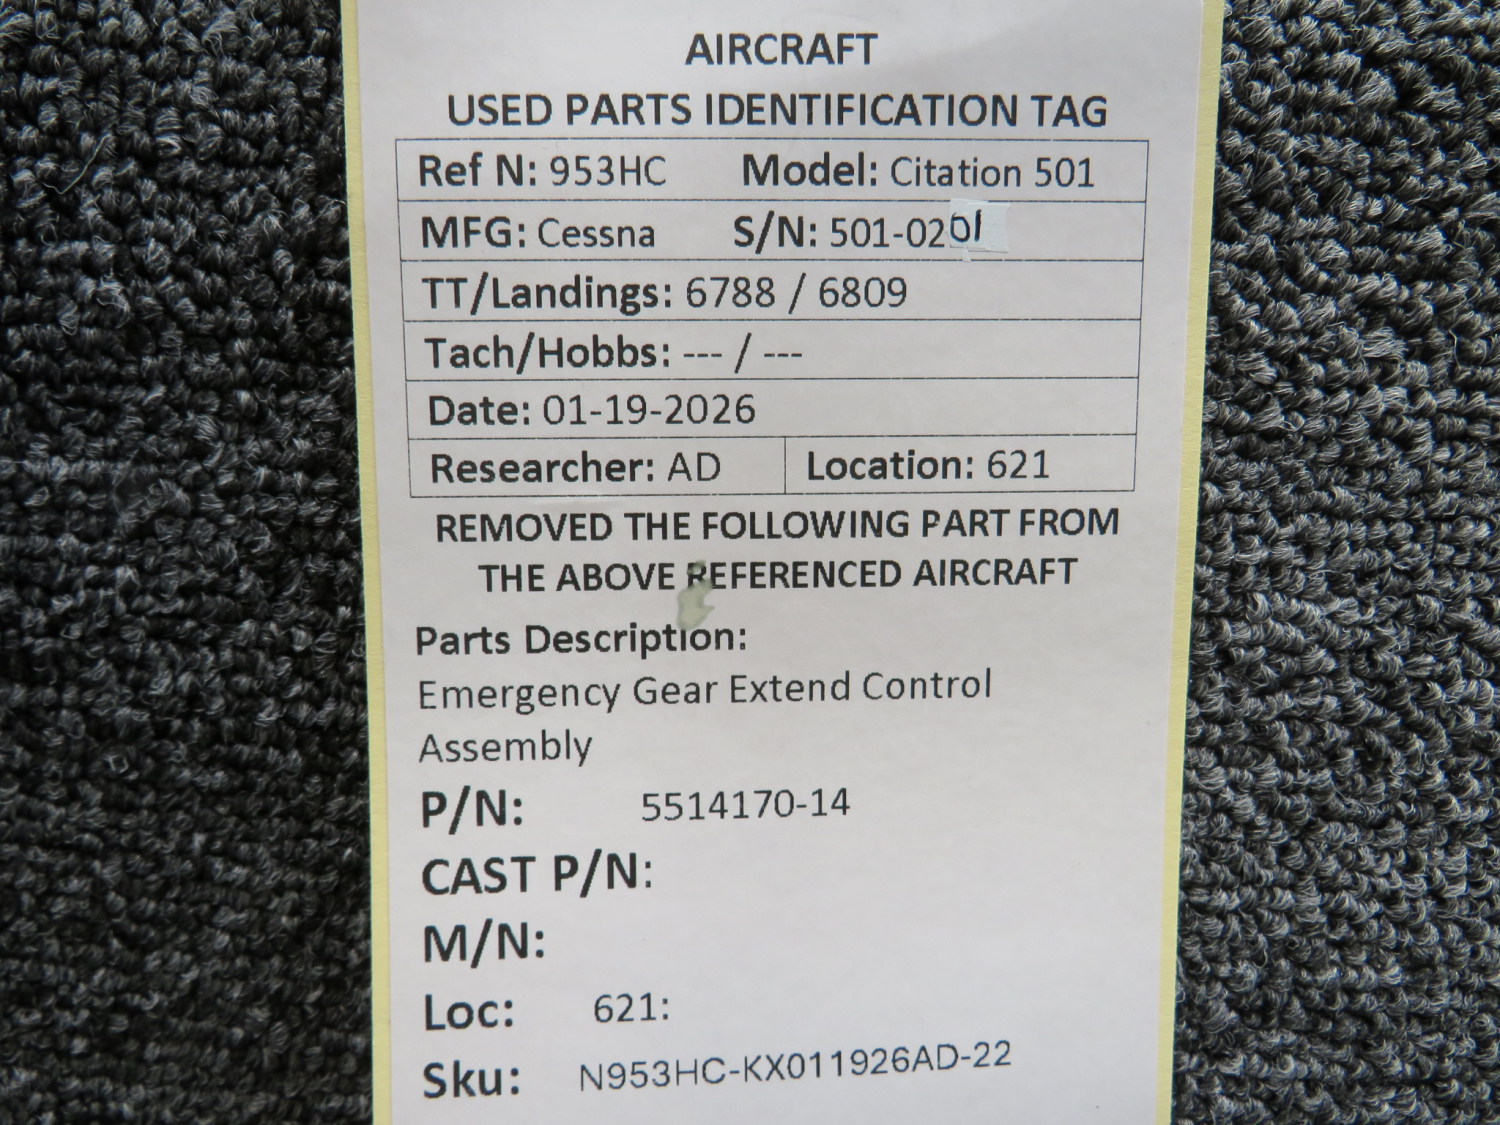 AIRCRAFT
USED PARTS IDENTIFICATION TAG
Ref N: 953HC Model: Citation 501
MFG: Cessna S/N: 501-0201
TT/Landings: 6788 / 6809
Tach/Hobbs: --- / ---
Date: 01-19-2026
Researcher: AD Location: 621
REMOVED THE FOLLOWING PART FROM
THE ABOVE REFERENCED AIRCRAFT
Parts Description:
Emergency Gear Extend Control
Assembly
P/N: 5514170-14
CAST P/N:
M/N:
Loc: 621:
Sku: N953HC-KX011926AD-22